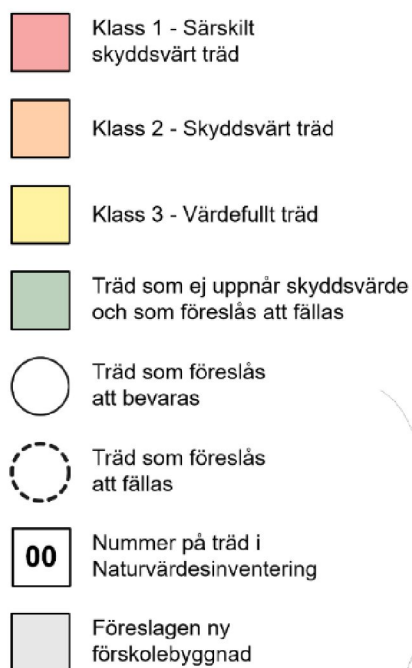 Klass 1 - Särskilt
skyddsvärt träd
Klass 2 - Skyddsvärt träd
Klass 3 - Värdefullt träd
Träd som ej uppnår skyddsvärde
och som föreslås att fällas
Träd som föreslås
att bevaras
Träd som föreslås
att fällas
00
Nummer på träd i
Naturvärdesinventering
Föreslagen ny
förskolebyggnad